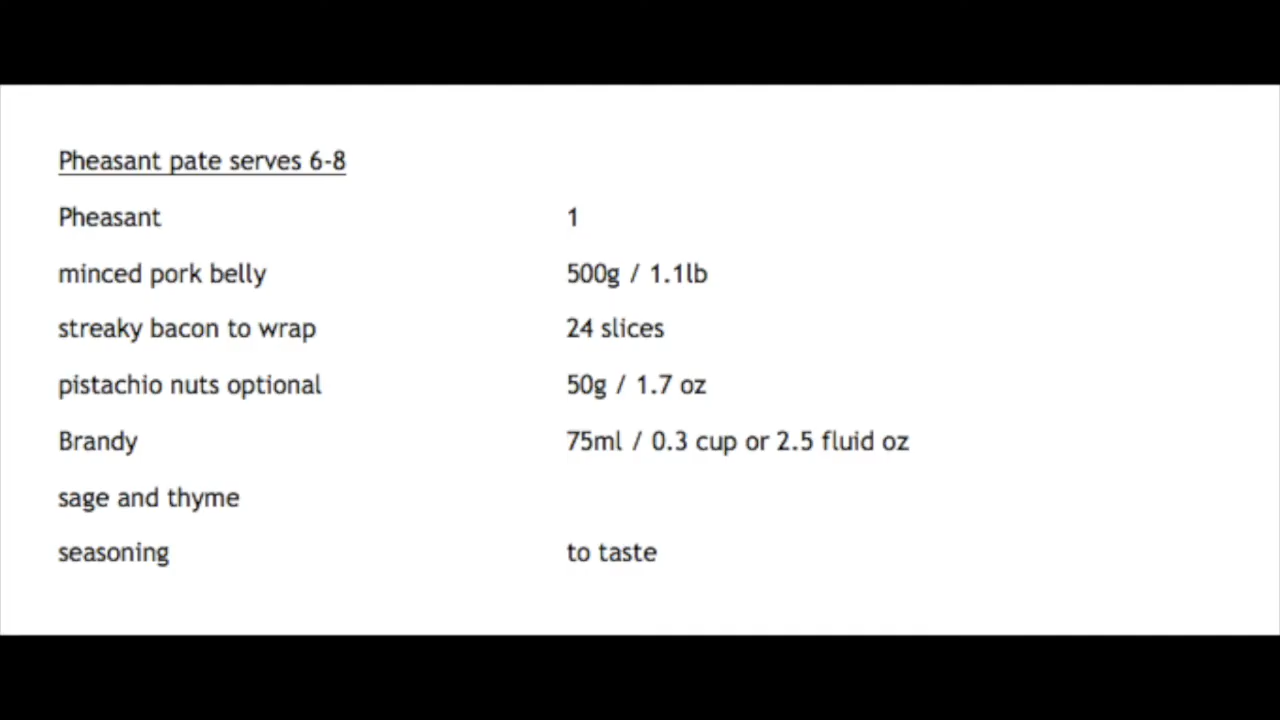 Pheasant pate serves 6-8
Pheasant 1
minced pork belly 500g / 1.1lb
streaky bacon to wrap 24 slices
pistachio nuts optional 50g / 1.7 oz
Brandy 75ml / 0.3 cup or 2.5 fluid oz
sage and thyme
seasoning to taste